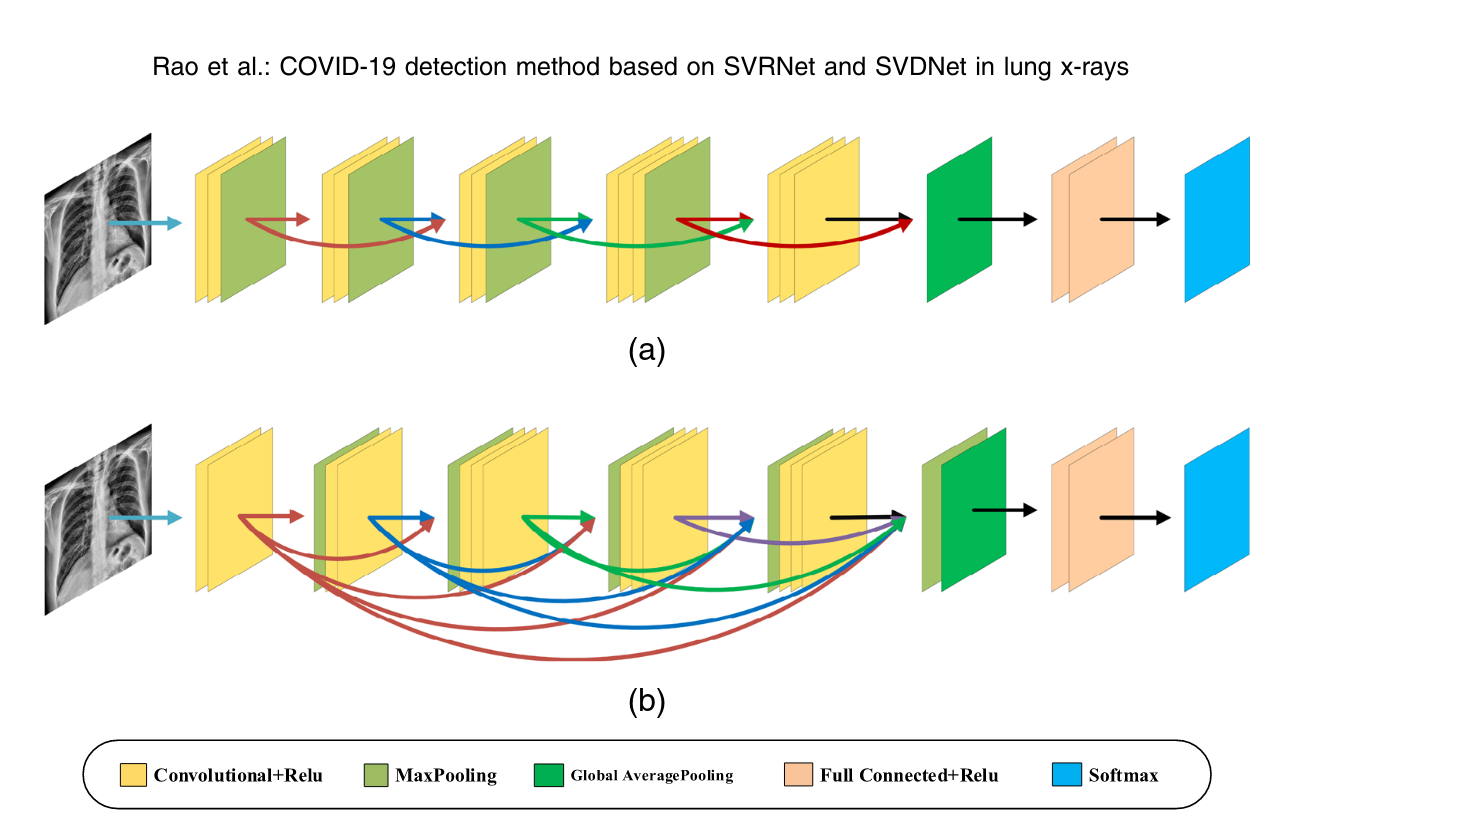 Rao et al.: COVID-19 detection method based on SVRNet and SVDNet in lung x-rays
(a)
(b)
Convolutional+Relu MaxPooling Global AveragePooling Full Connected+Relu Softmax